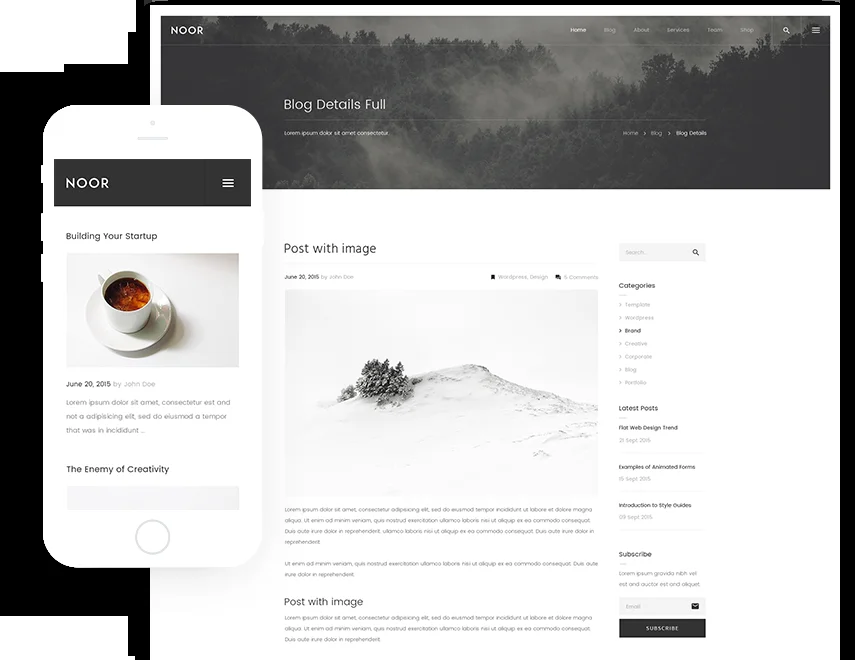 NOOR
Home Blog About Services Team Shop
Blog Details Full
Lorem ipsum dolor sit amet consectetur.
Home > Blog > Blog Details
NOOR
Building Your Startup
June 20, 2015 by John Doe
Lorem ipsum dolor sit amet, consectetur est and
not a adipisicing elit, sed do eiusmod a tempor
that was in incididunt ...
The Enemy of Creativity
Post with image
June 20, 2015 by John Doe
Wordpress, Design
5 Comments
Lorem ipsum dolor sit amet, consectetur adipisicing elit, sed do eiusmod tempor incididunt ut labore et dolore magna
aliqua. Ut enim ad minim veniam, quis nostrud exercitation ullamco laboris nisi ut aliquip ex ea commodo consequat.
Duis aute irure dolor in reprehenderit. ullamco laboris nisi ut aliquip ex ea commodo consequat. Duis aute irure dolor in
reprehenderit
Ut enim ad minim veniam, quis nostrud exercitation ullamco laboris nisi ut aliquip ex ea commodo consequat. Duis aute
irure dolor in reprehenderit
Post with image
Lorem ipsum dolor sit amet, consectetur adipisicing elit, sed do eiusmod tempor incididunt ut labore et dolore magna
aliqua. Ut enim ad minim veniam, quis nostrud exercitation ullamco laboris nisi ut aliquip ex ea commodo consequat.
Duis aute irure dolor in reprehenderit
Search...
Categories
> Template
> Wordpress
> Brand
> Creative
> Corporate
> Blog
> Portfolio
Latest Posts
Flat Web Design Trend
21 Sept 2015
Examples of Animated Forms
15 Sept 2015
Introduction to Style Guides
09 Sept 2015
Subscribe
Lorem ipsum gravida nibh vel
est and auctor est and aliquet.
Email
SUBSCRIBE